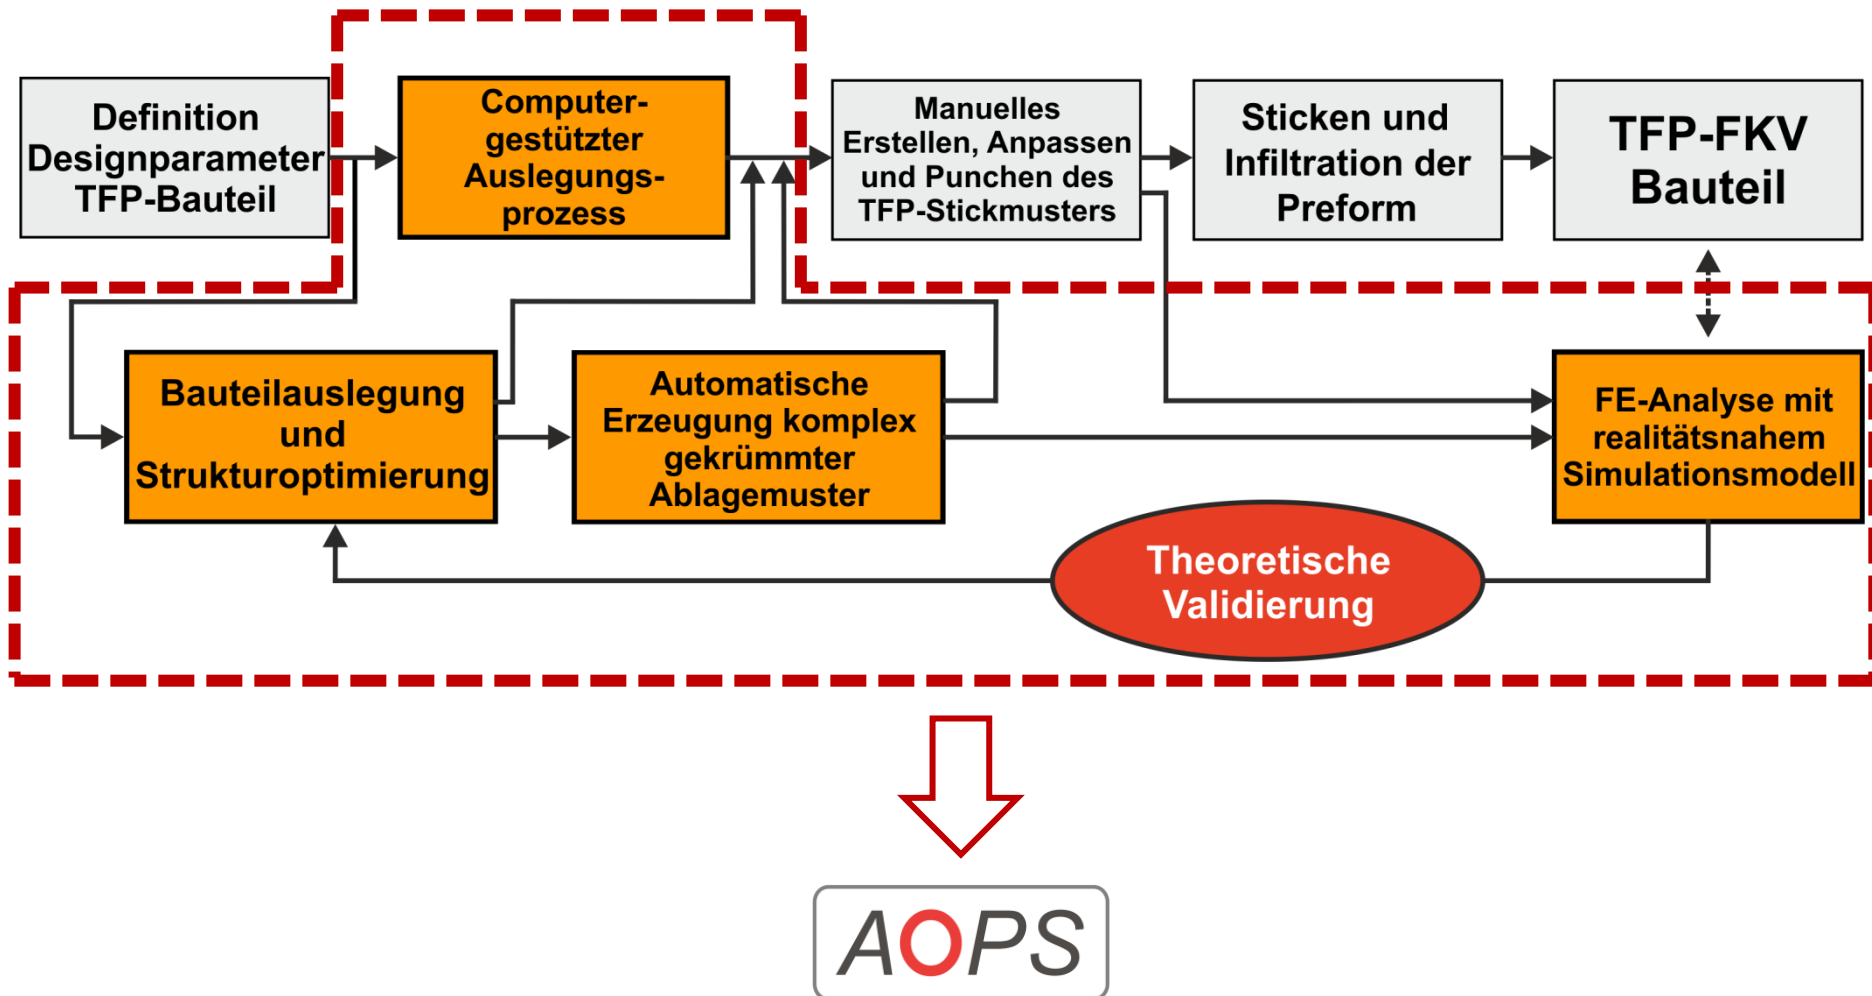 Definition
Designparameter
TFP-Bauteil
Computer-
gestützter
Auslegungs-
prozess
Manuelles
Erstellen, Anpassen
und Punchen des
TFP-Stickmusters
Sticken und
Infiltration der
Preform
TFP-FKV
Bauteil
Bauteilauslegung
und
Strukturoptimierung
Automatische
Erzeugung komplex
gekrümmter
Ablagemuster
FE-Analyse mit
realitätsnahem
Simulationsmodell
Theoretische
Validierung
AOPS